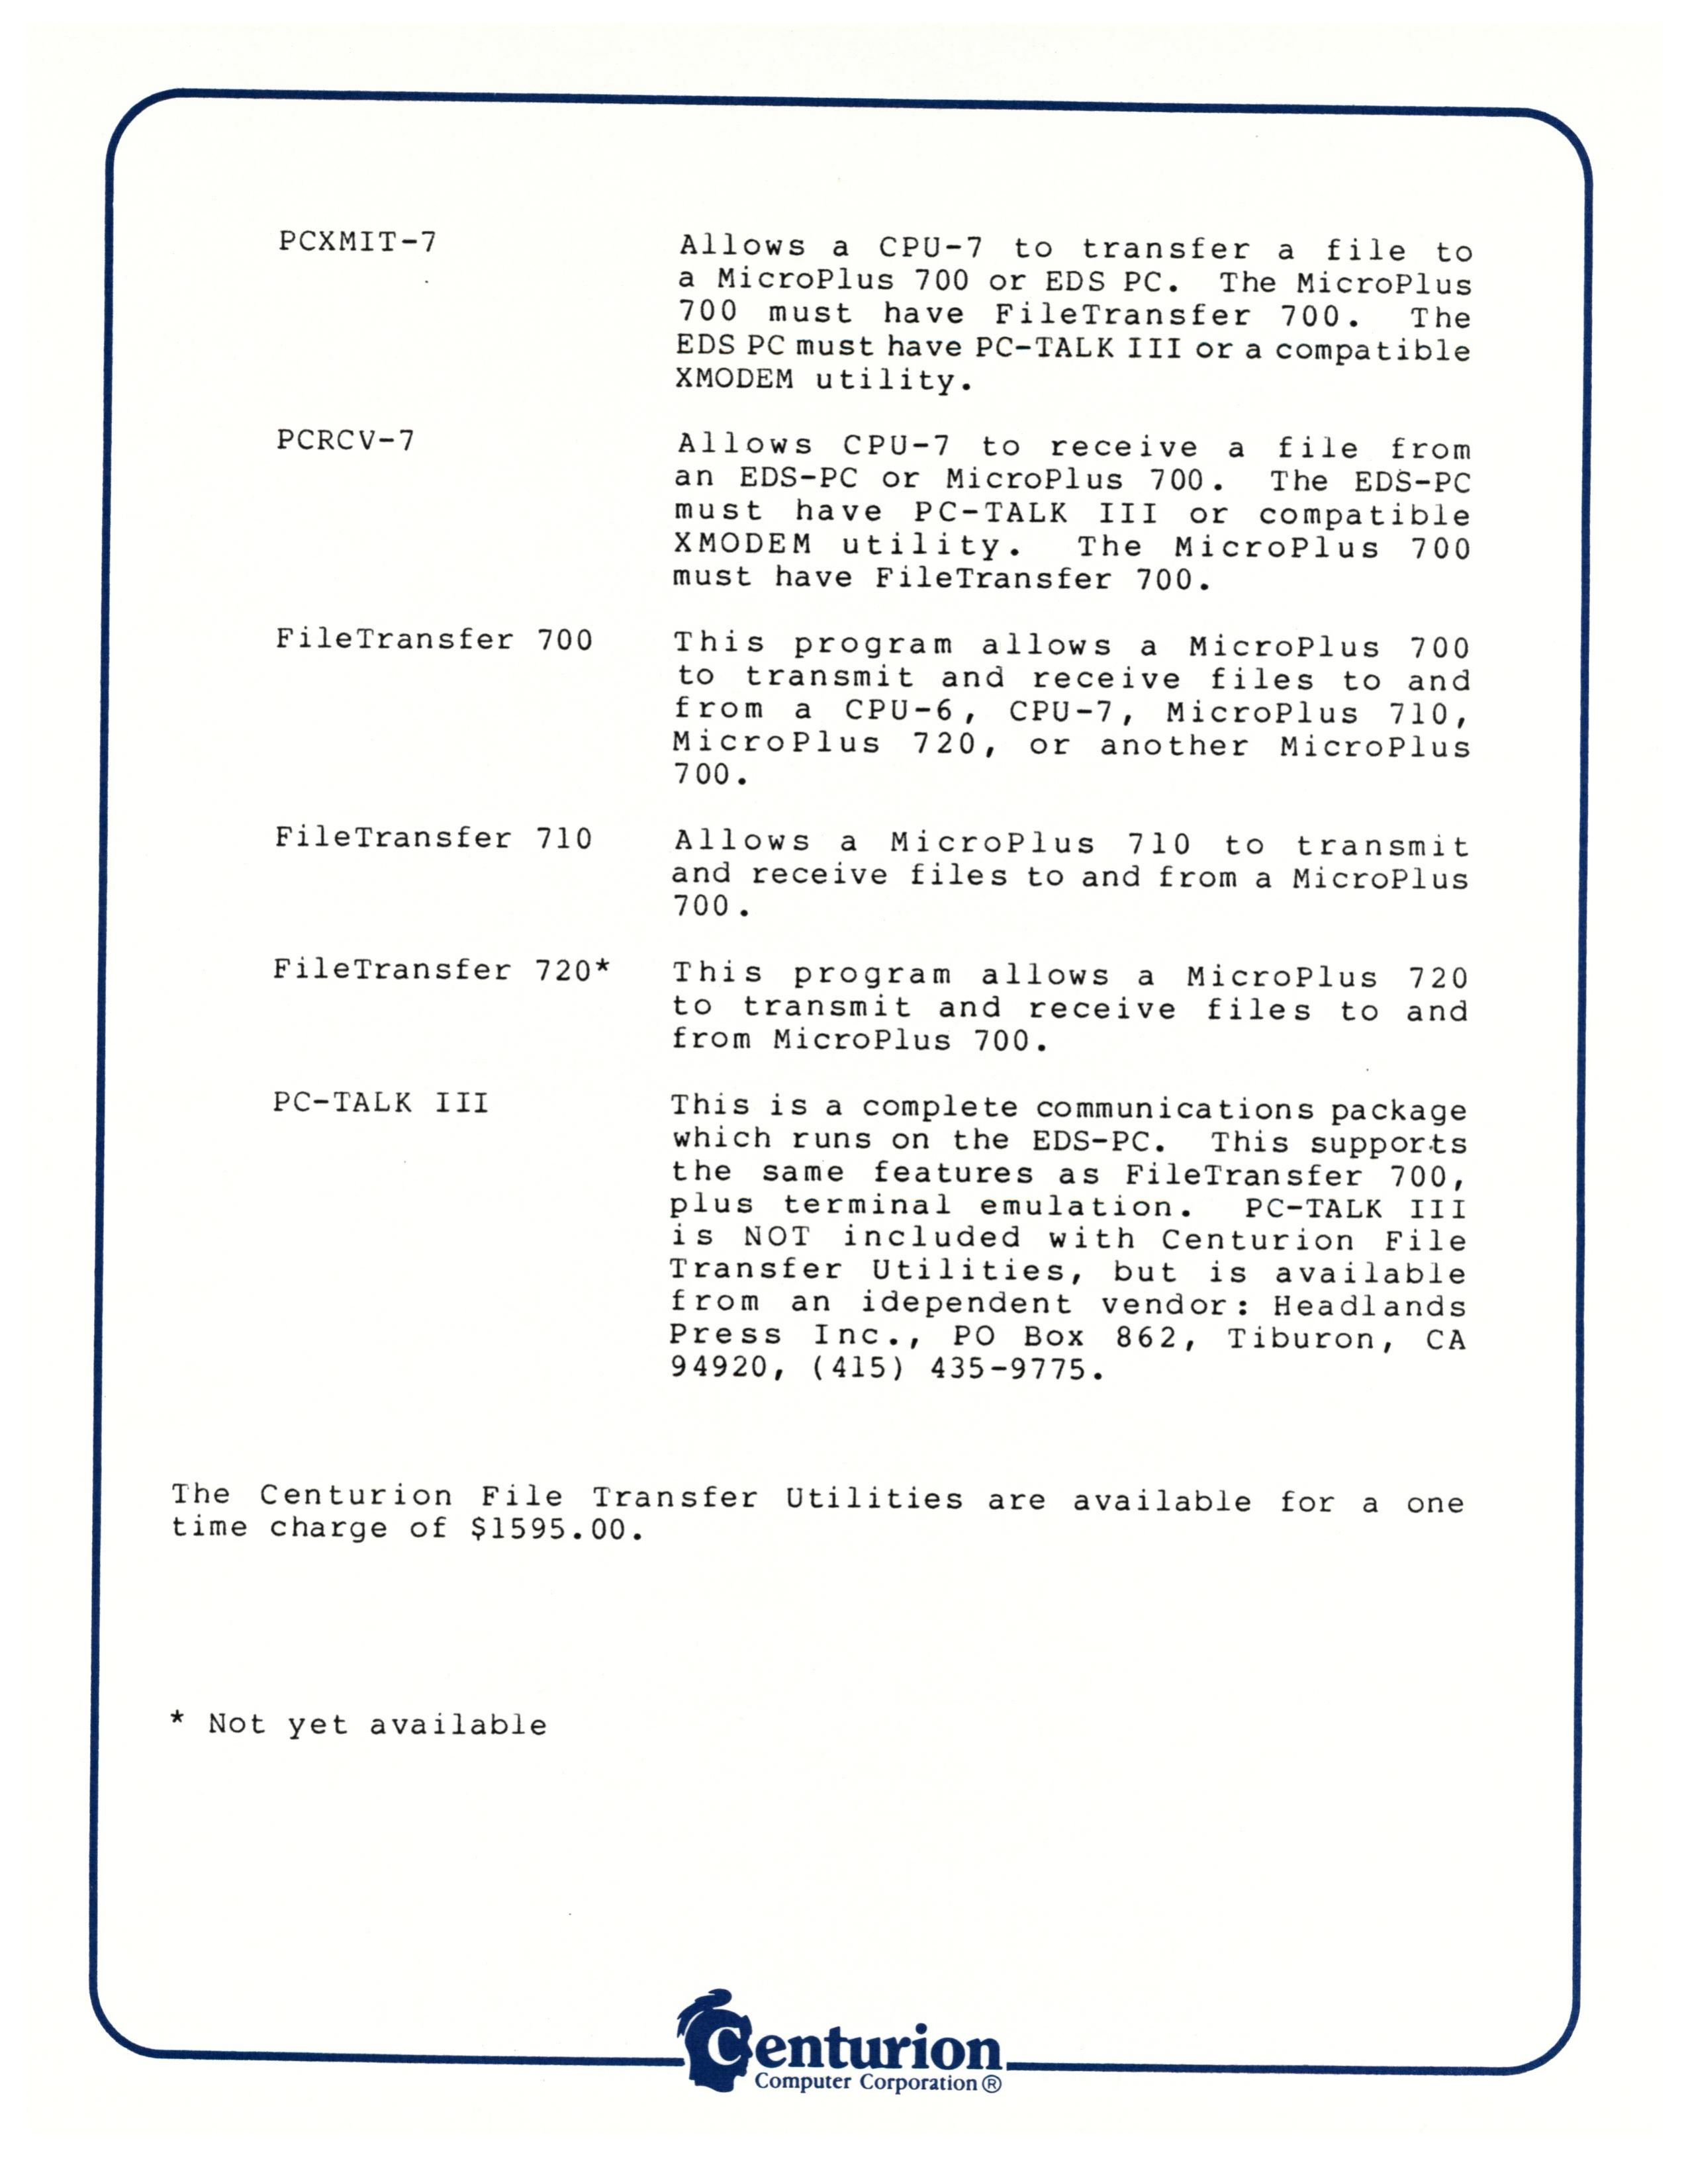 PCXMIT-7
Allows a CPU-7 to transfer a file to
a MicroPlus 700 or EDS PC. The MicroPlus
700 must have FileTransfer 700. The
EDS PC must have PC-TALK III or a compatible
XMODEM utility.
PCRCV-7
Allows CPU-7 to receive a file from
an EDS-PC or MicroPlus 700. The EDS-PC
must have PC-TALK III or compatible
XMODEM utility. The MicroPlus 700
must have FileTransfer 700.
FileTransfer 700
This program allows a MicroPlus 700
to transmit and receive files to and
from a CPU-6, CPU-7, MicroPlus 710,
MicroPlus 720, or another MicroPlus
700.
FileTransfer 710
Allows a MicroPlus 710 to transmit
and receive files to and from a MicroPlus
700.
FileTransfer 720*
This program allows a MicroPlus 720
to transmit and receive files to and
from MicroPlus 700.
PC-TALK III
This is a complete communications package
which runs on the EDS-PC. This supports
the same features as FileTransfer 700,
plus terminal emulation. PC-TALK III
is NOT included with Centurion File
Transfer Utilities, but is available
from an idependent vendor: Headlands
Press Inc., PO Box 862, Tiburon, CA
94920, (415) 435-9775.
The Centurion File Transfer Utilities are available for a one
time charge of $1595.00.
* Not yet available
Centurion
Computer Corporation®